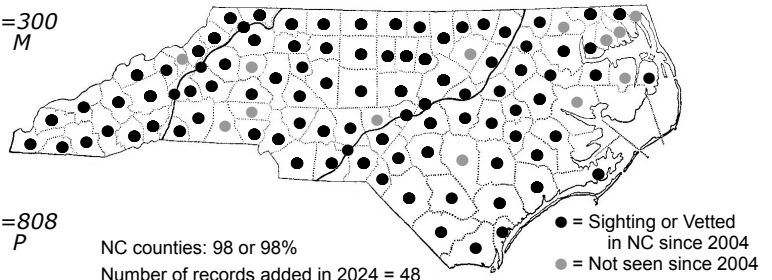 =300
M
=808
P
NC counties: 98 or 98%
Number of records added in 2024 = 48
● = Sighting or Vetted
in NC since 2004
● = Not seen since 2004